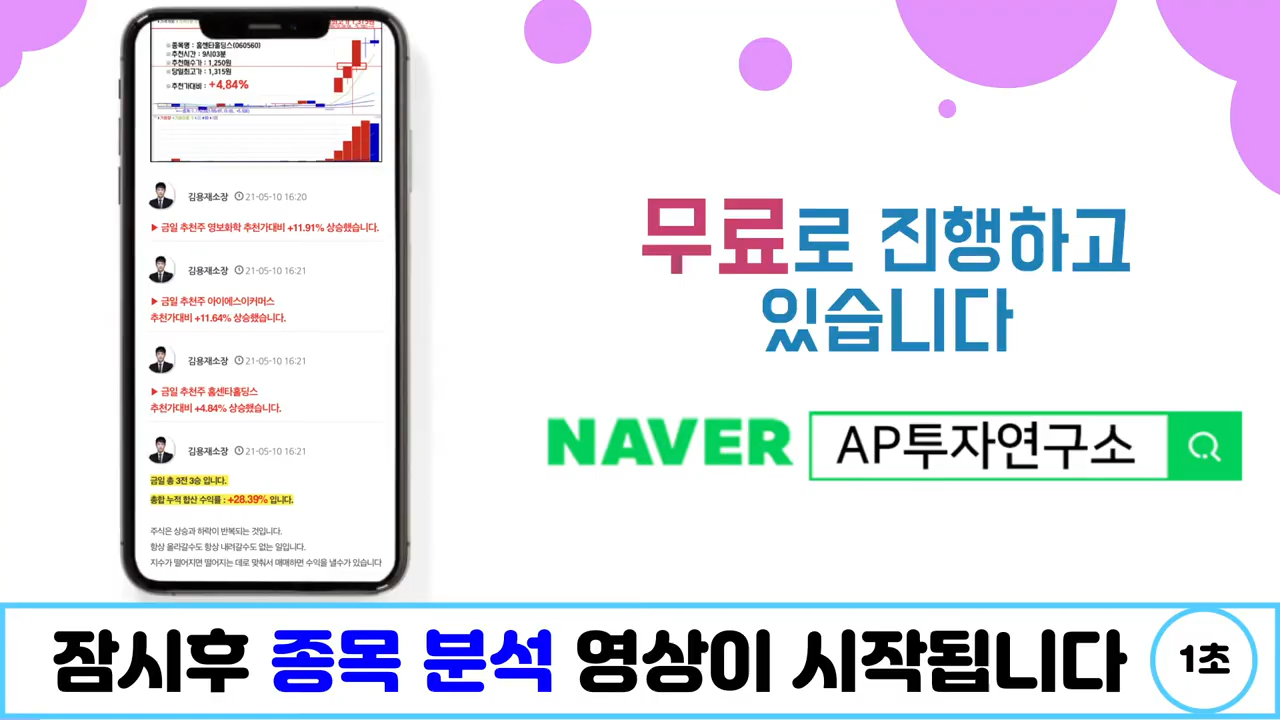 종목명 : 홈센타홀딩스(060560)
추천시간 : 9시03분
추천매수가 : 1,250원
당일최고가 : 1,315원
추천가대비 : +4.84%
김용재소장 21-05-10 16:20
▶ 금일 추천주 영보화학 추천가대비 +11.91% 상승했습니다.
김용재소장 21-05-10 16:21
▶ 금일 추천주 아이에스이커머스
추천가대비 +11.64% 상승했습니다.
김용재소장 21-05-10 16:21
▶ 금일 추천주 홈센타홀딩스
추천가대비 +4.84% 상승했습니다.
김용재소장 21-05-10 16:21
금일 총 3전 3승 입니다.
총합 누적 합산 수익률 : +28.39% 입니다.
주식은 상승과 하락이 반복되는 것입니다.
항상 올라갈수도 항상 내려갈수도 없는 일입니다.
지수가 떨어지면 떨어지는 데로 맞춰서 매매하면 수익을 낼수가 있습니다
무료로 진행하고
있습니다
NAVER AP투자연구소
잠시후 종목 분석 영상이 시작됩니다 1초